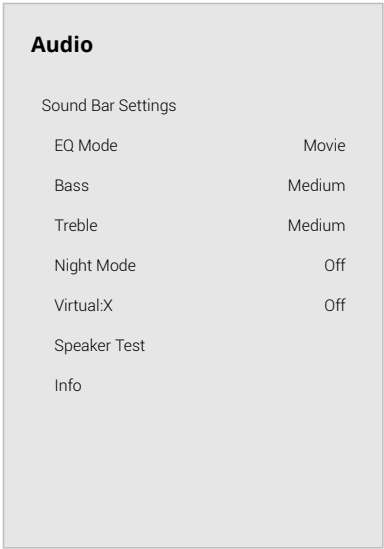 Audio
Sound Bar Settings
EQ Mode Movie
Bass Medium
Treble Medium
Night Mode Off
Virtual:X Off
Speaker Test
Info